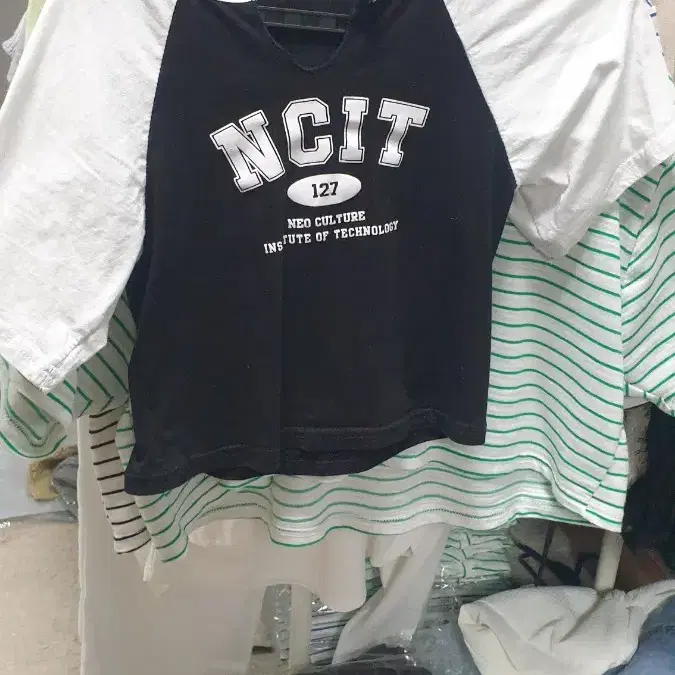 NCIT
127
NEO CULTURE
INSTITUTE OF TECHNOLOGY